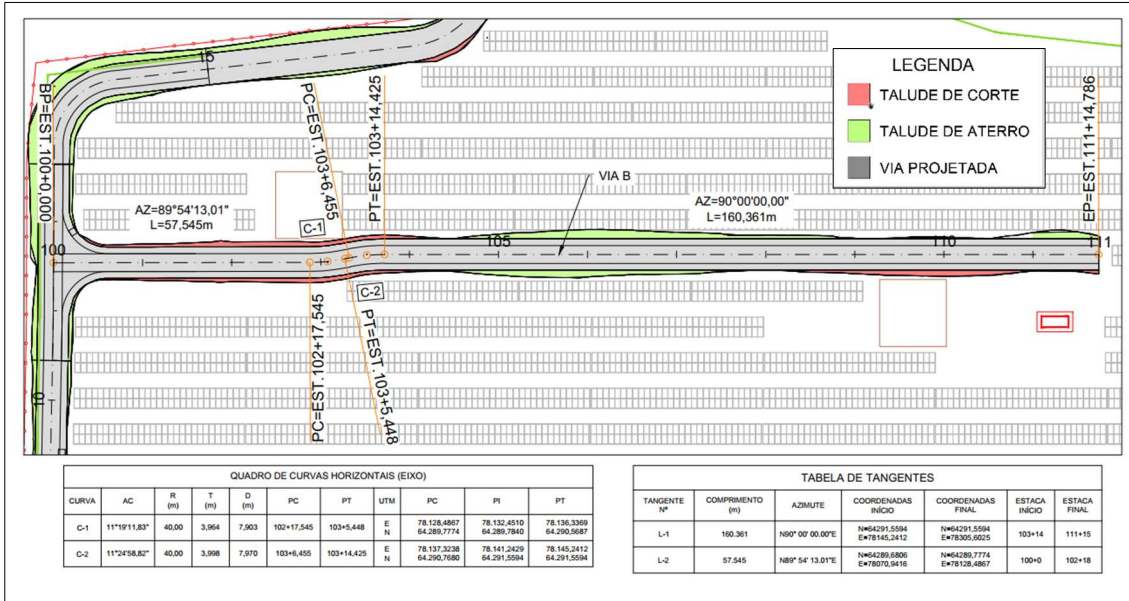 15
BP=EST.100+0,000
PC=EST.103+6,455
PT=EST.103+14,425
EP=EST.111+14,786
LEGENDA
TALUDE DE CORTE
TALUDE DE ATERRO
VIA PROJETADA
VIA B
AZ=89°54'13,01"
L=57,545m
AZ=90°00'00,00"
L=160,361m
C-1
100
105
110
111
C-2
PC=EST.102+17,545
PT=EST.103+5,448
10
QUADRO DE CURVAS HORIZONTAIS (EIXO)
CURVA AC R (m) T (m) D (m) PC PT UTM PC PI PT
C-1 11°19'11,83" 40,00 3,964 7,903 102+17,545 103+5,448 E 78.128,4867 78.132,4510 78.136,3369
N 64.289,7774 64.289,7840 64.290,5687
C-2 11°24'58,82" 40,00 3,998 7,970 103+6,455 103+14,425 E 78.137,3238 78.141,2429 78.145,2412
N 64.290,7680 64.291,5594 64.291,5594
TABELA DE TANGENTES
TANGENTE Nº COMPRIMENTO (m) AZIMUTE COORDENADAS INÍCIO COORDENADAS FINAL ESTACA INÍCIO ESTACA FINAL
L-1 160.361 N90° 00' 00.00"E N=64291,5594 E=78145,2412 N=64291,5594 E=78305,6025 103+14 111+15
L-2 57.545 N89° 54' 13.01"E N=64289,6806 E=78070,9416 N=64289,7774 E=78128,4867 100+0 102+18